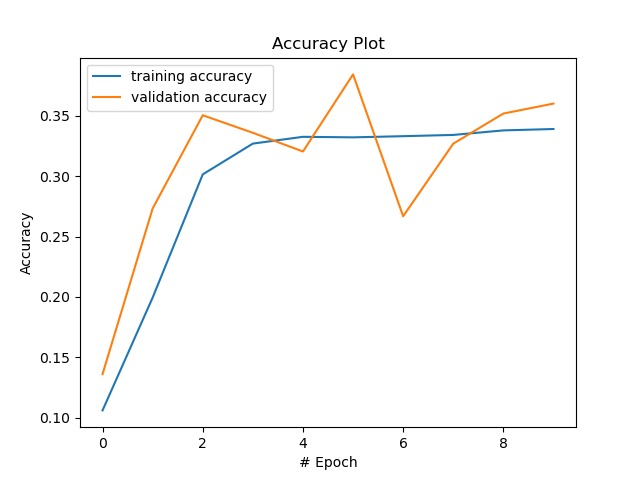 Accuracy Plot
training accuracy
validation accuracy
Accuracy
0.35
0.30
0.25
0.20
0.15
0.10
0 2 4 6 8
# Epoch